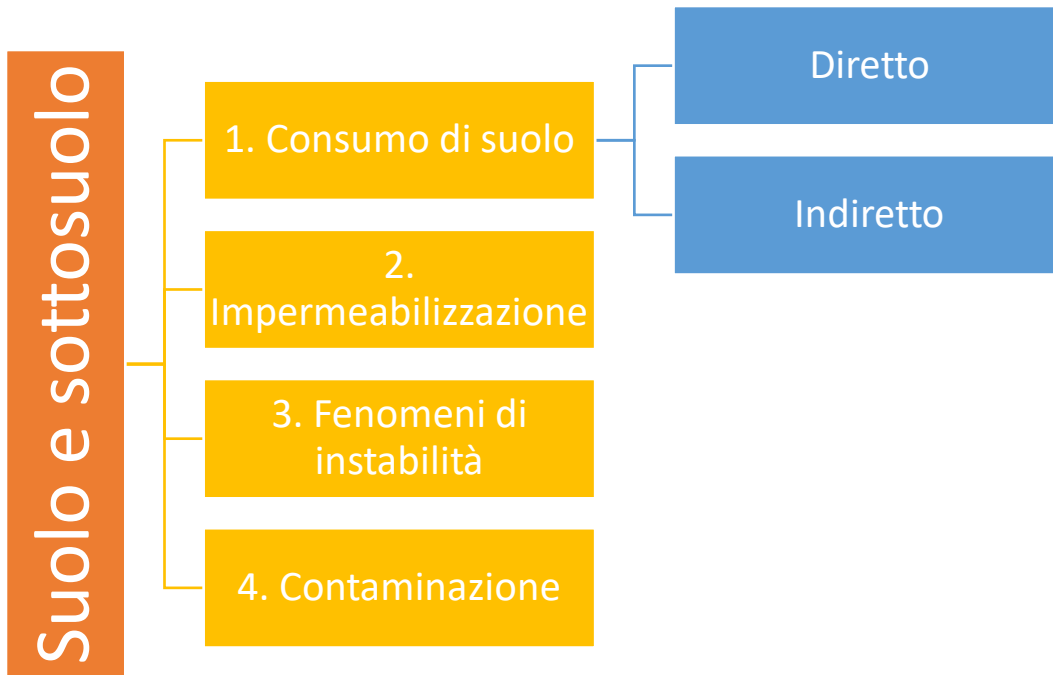 Suolo e sottosuolo
1. Consumo di suolo
Diretto
Indiretto
2.
Impermeabilizzazione
3. Fenomeni di
instabilità
4. Contaminazione